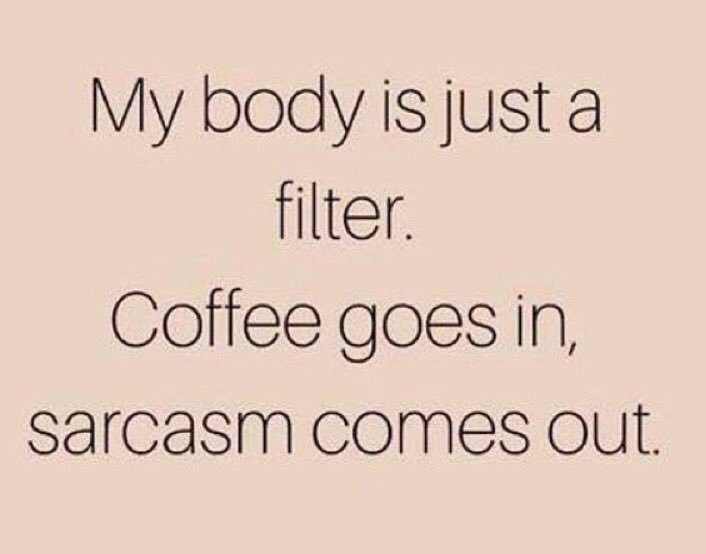 My body is just a
filter.
Coffee goes in,
sarcasm comes out.